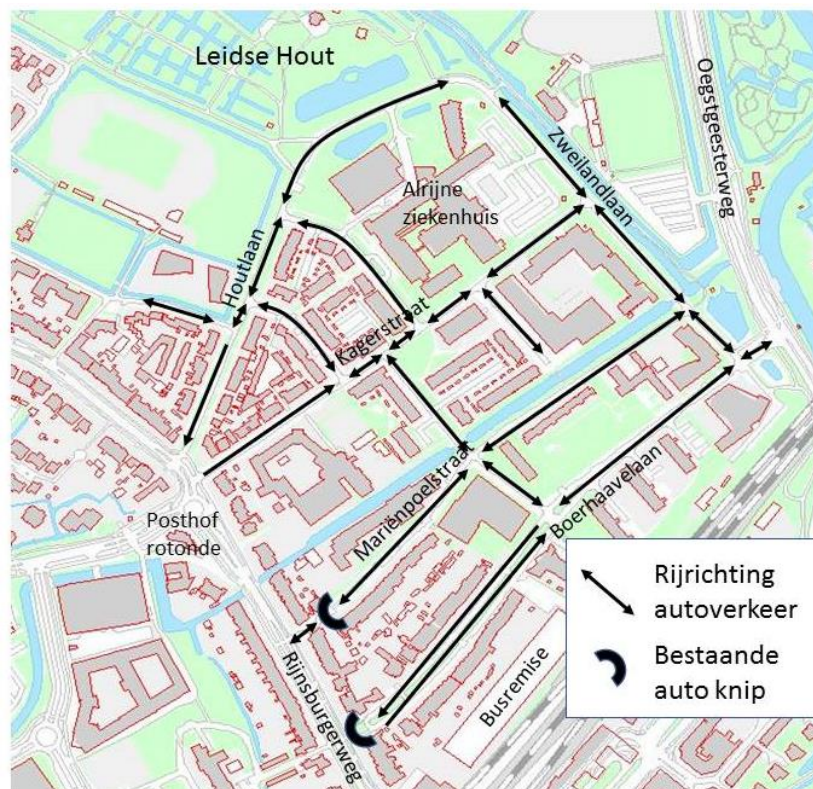 Leidse Hout
Oegstgeesterweg
Zweilandlaan
Alrijne
ziekenhuis
Houtlaan
Kagerstraat
Mariënpoelstraat
Boerhaavelaan
Posthof
rotonde
Rijnsburgerweg
Busremise
Rijrichting
autoverkeer
Bestaande
auto knip